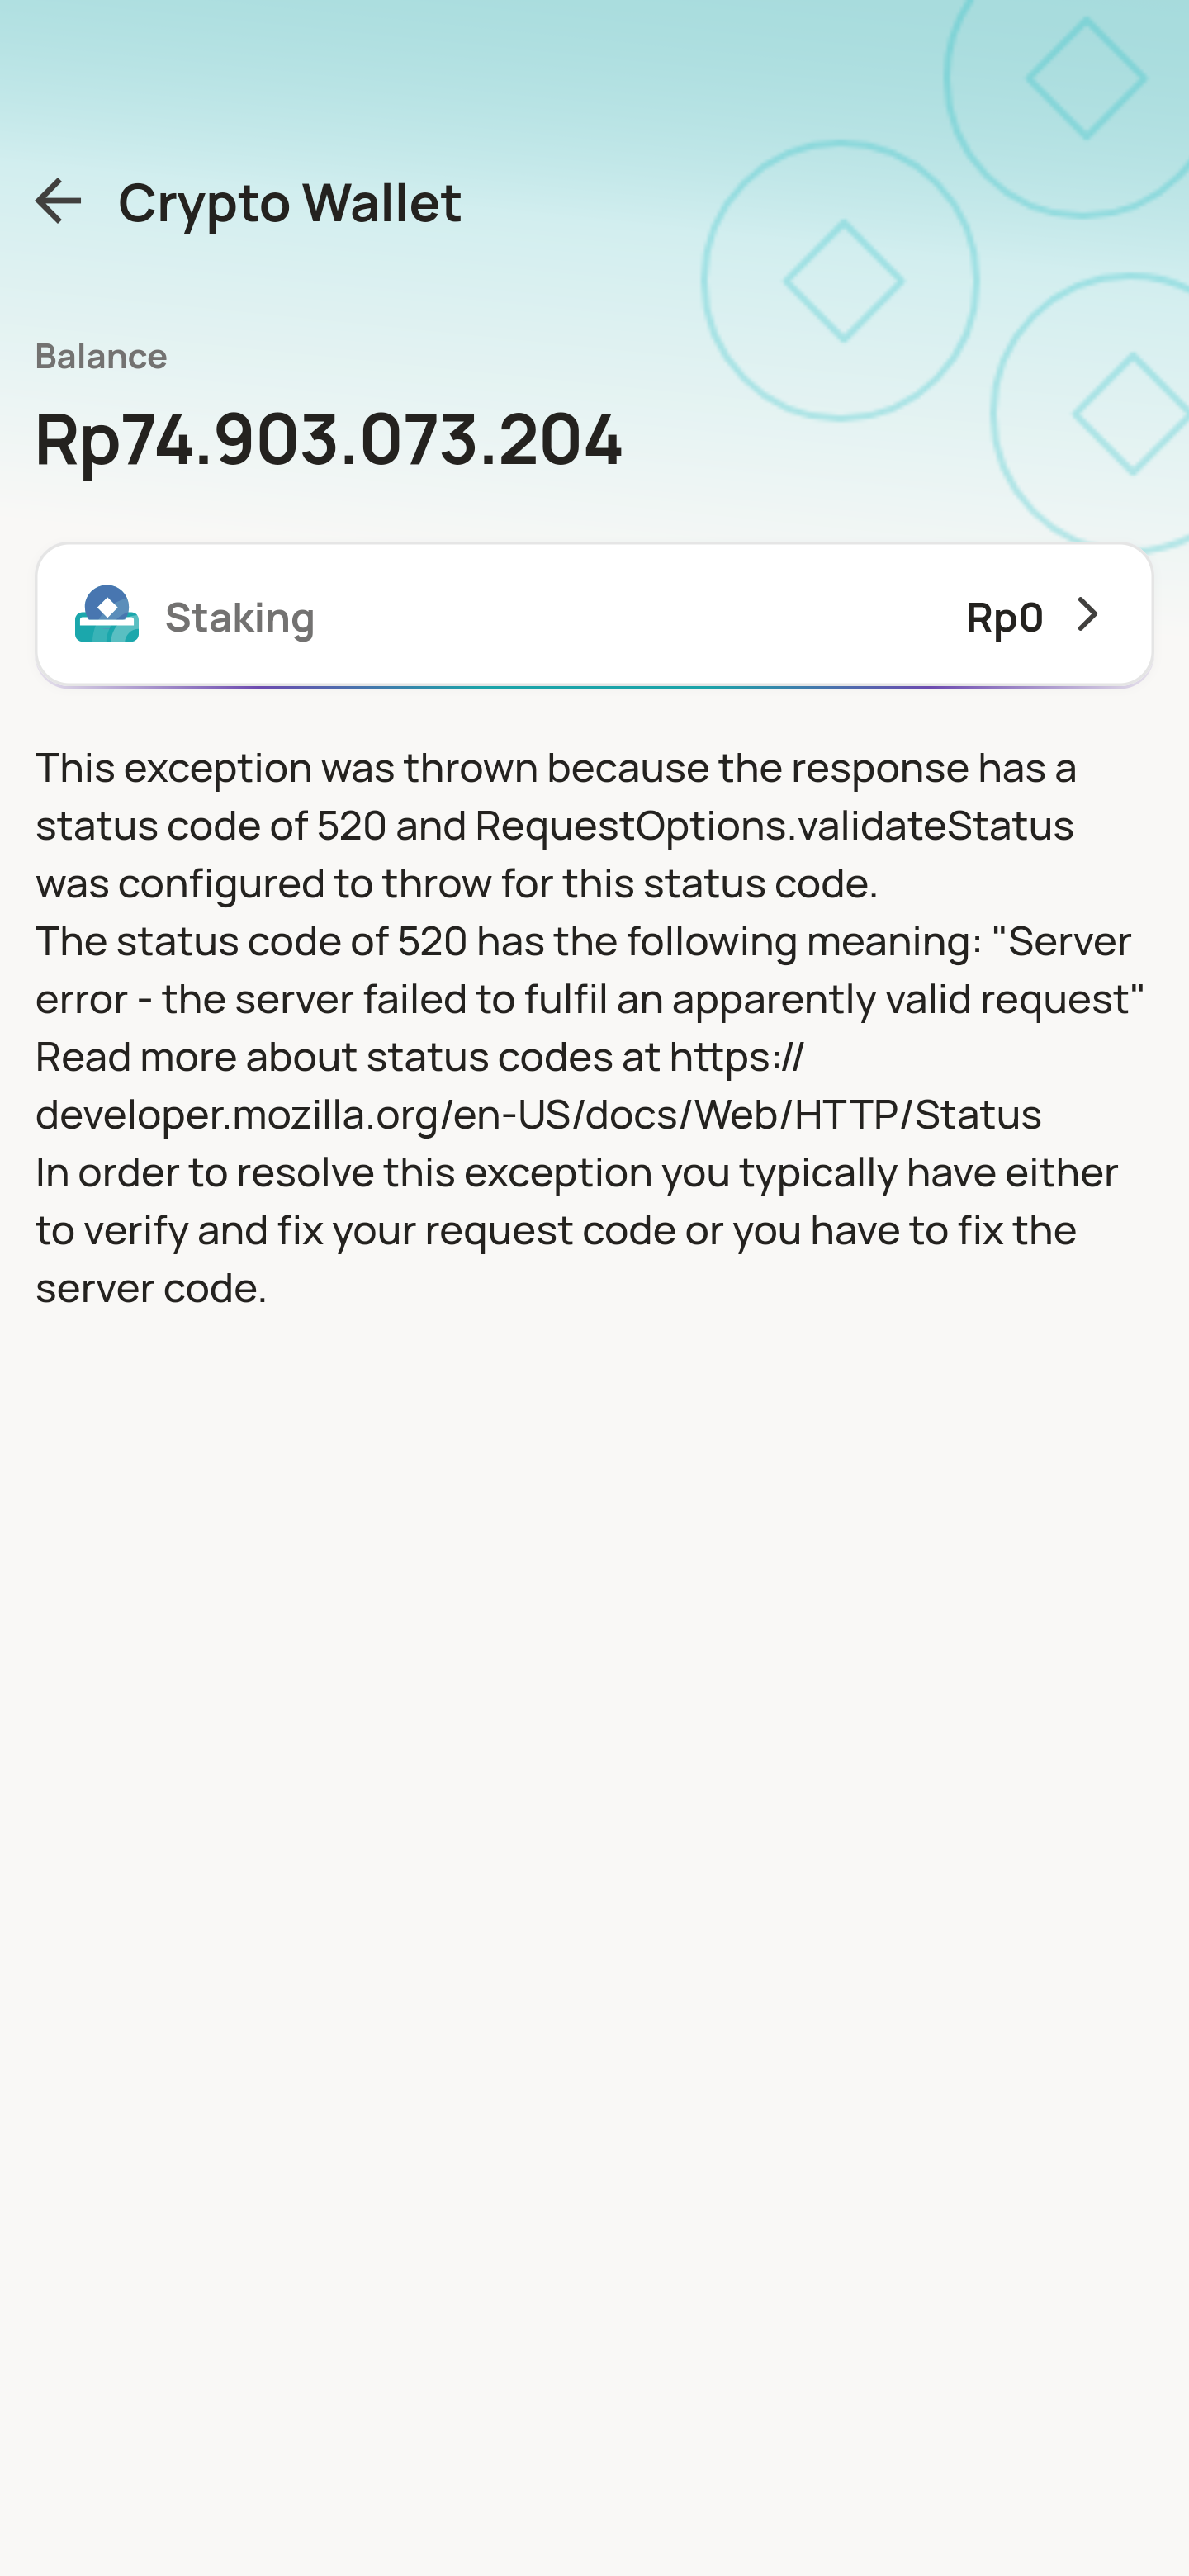 Crypto Wallet
Balance
Rp74.903.073.204
Staking Rp0
This exception was thrown because the response has a
status code of 520 and RequestOptions.validateStatus
was configured to throw for this status code.
The status code of 520 has the following meaning: "Server
error - the server failed to fulfil an apparently valid request"
Read more about status codes at https://
developer.mozilla.org/en-US/docs/Web/HTTP/Status
In order to resolve this exception you typically have either
to verify and fix your request code or you have to fix the
server code.